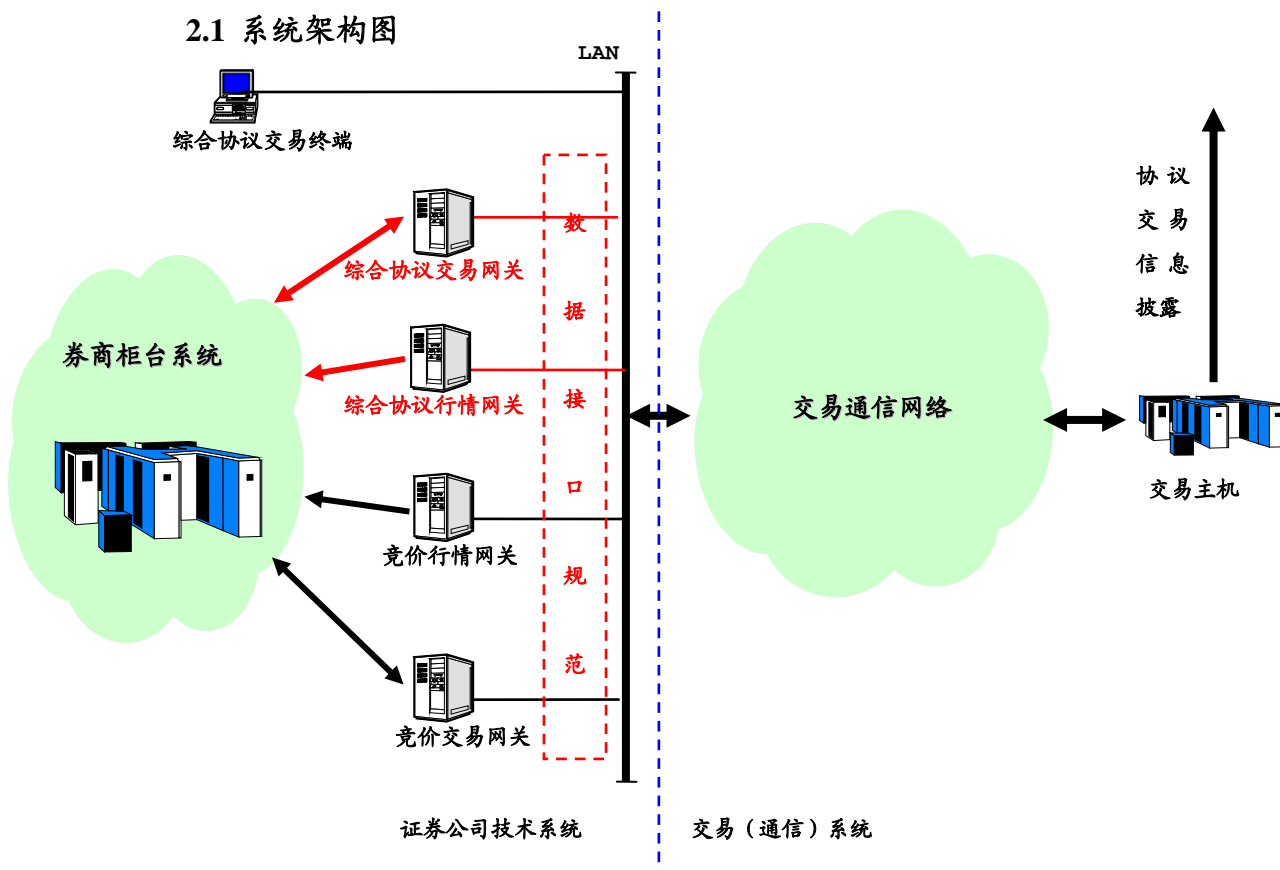 2.1 系统架构图
LAN
综合协议交易终端
数
据
接
口
规
范
综合协议交易网关
券商柜台系统
综合协议行情网关
竞价行情网关
竞价交易网关
交易通信网络
协 议
交 易
信 息
披露
交易主机
证券公司技术系统
交易（通信）系统